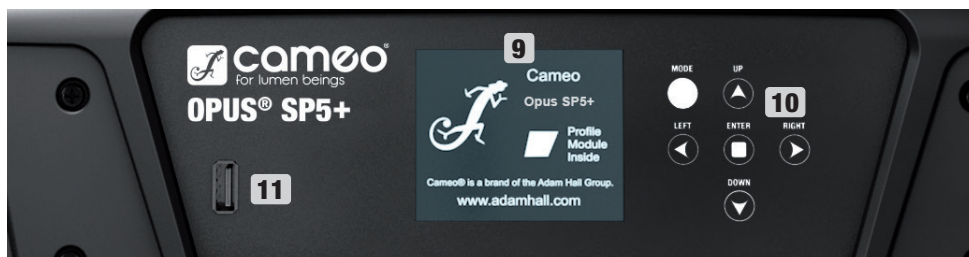 cameo®
for lumen beings
OPUS® SP5+
11
9
Cameo
Opus SP5+
Profile
Module
Inside
Cameo® is a brand of the Adam Hall Group.
www.adamhall.com
MODE UP
10
LEFT ENTER RIGHT
DOWN